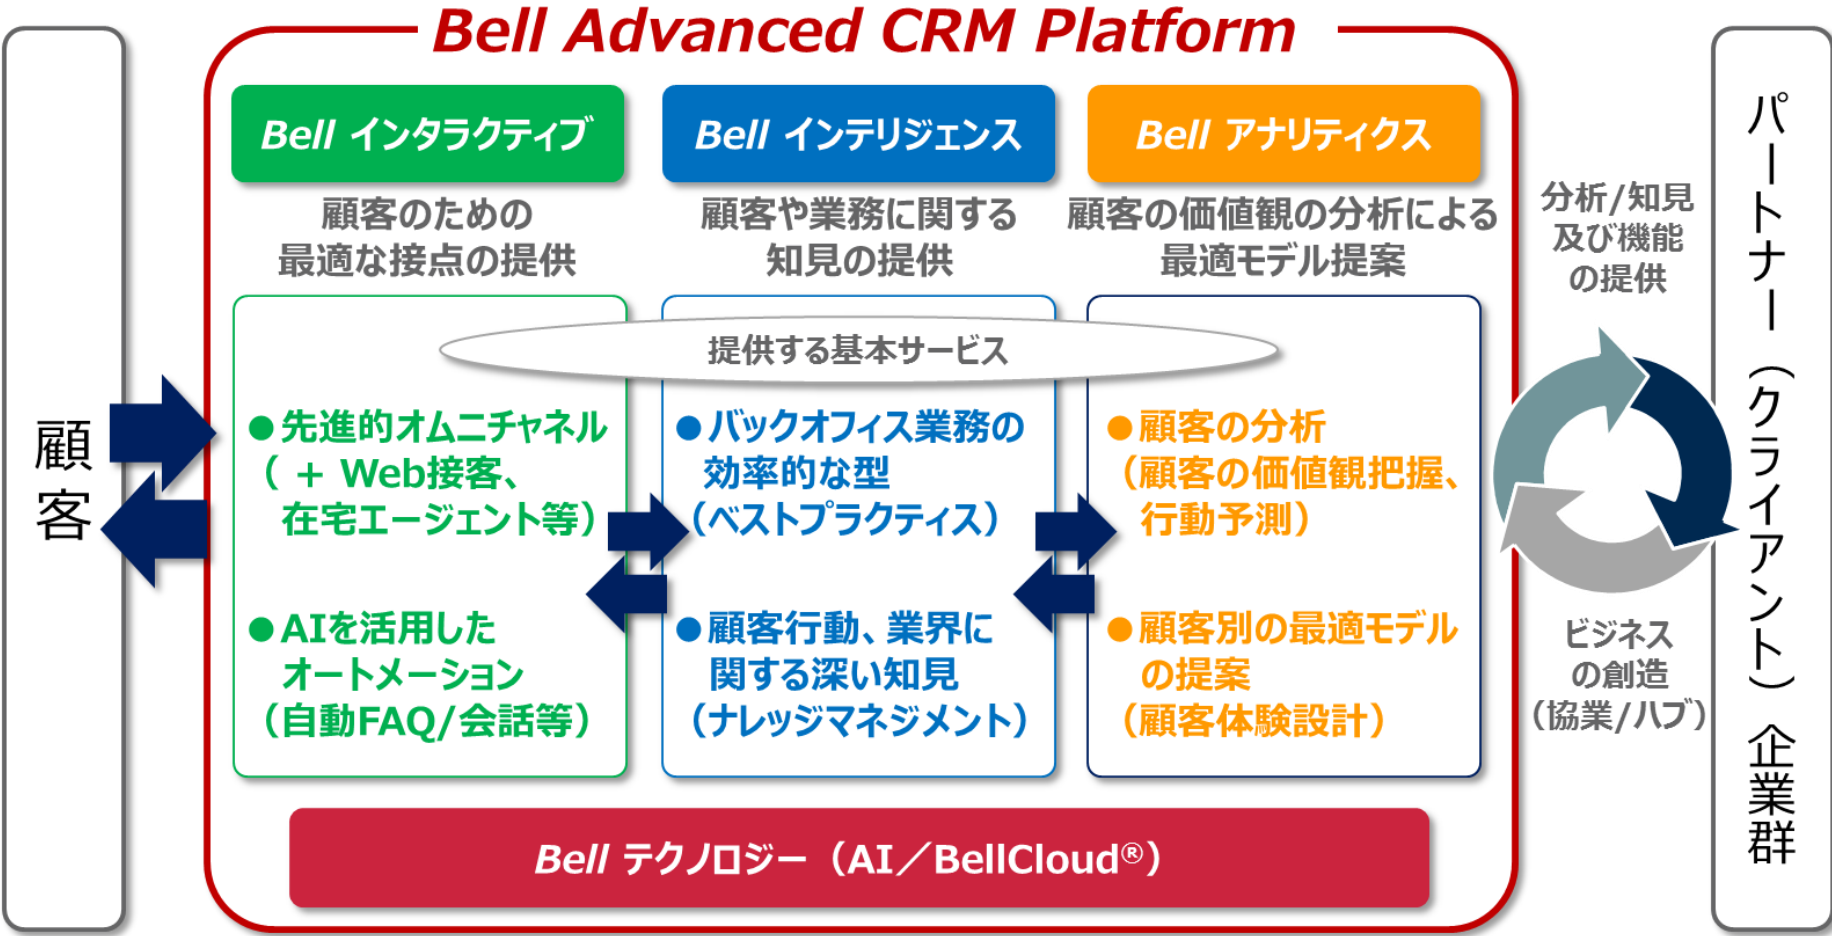 Bell Advanced CRM Platform
顧客
Bell インタラクティブ
顧客のための
最適な接点の提供
Bell インテリジェンス
顧客や業務に関する
知見の提供
Bell アナリティクス
顧客の価値観の分析による
最適モデル提案
提供する基本サービス
●先進的オムニチャネル
（ + Web接客、
在宅エージェント等）
●AIを活用した
オートメーション
（自動FAQ/会話等）
●バックオフィス業務の
効率的な型
（ベストプラクティス）
●顧客行動、業界に
関する深い知見
（ナレッジマネジメント）
●顧客の分析
（顧客の価値観把握、
行動予測）
●顧客別の最適モデル
の提案
（顧客体験設計）
Bell テクノロジー（AI／BellCloud®）
分析/知見
及び機能
の提供
ビジネス
の創造
（協業/ハブ）
パートナー（クライアント）企業群